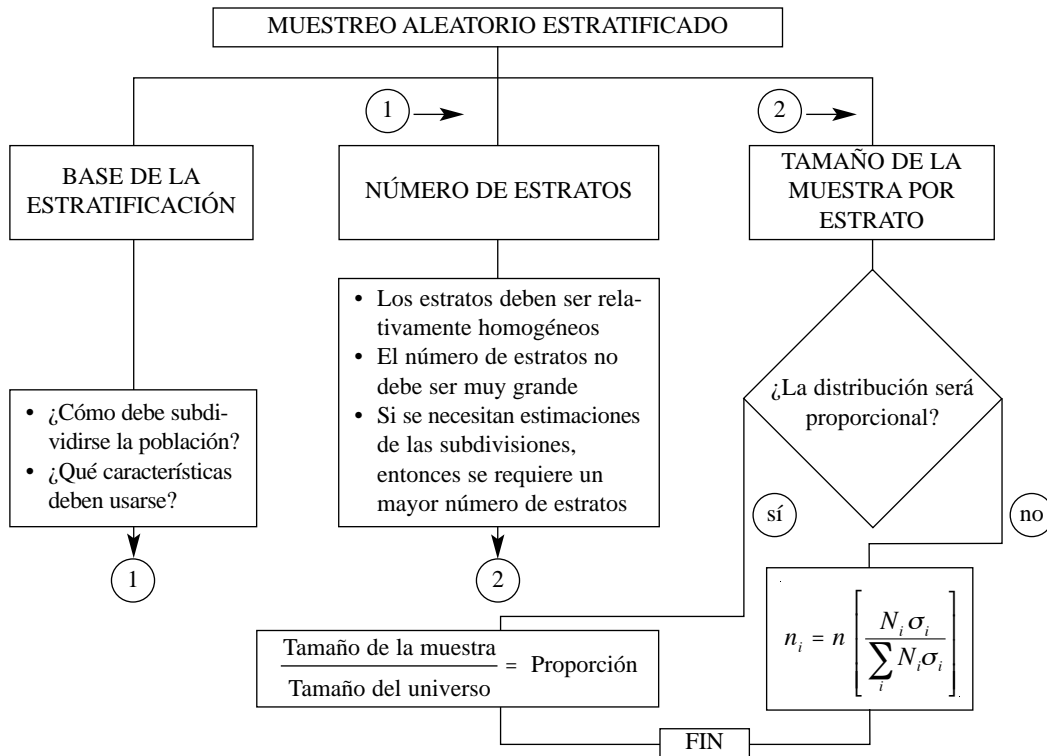 MUESTREO ALEATORIO ESTRATIFICADO
1
2
BASE DE LA
ESTRATIFICACIÓN
NÚMERO DE ESTRATOS
TAMAÑO DE LA
MUESTRA POR
ESTRATO
• ¿Cómo debe subdi-
vidirse la población?
• ¿Qué características
deben usarse?
1
• Los estratos deben ser rela-
tivamente homogéneos
• El número de estratos no
debe ser muy grande
• Si se necesitan estimaciones
de las subdivisiones,
entonces se requiere un
mayor número de estratos
2
¿La distribución será
proporcional?
sí
no
Tamaño de la muestra
Tamaño del universo
= Proporción
n_i = n [ N_i σ_i / ∑_i N_i σ_i ]
FIN